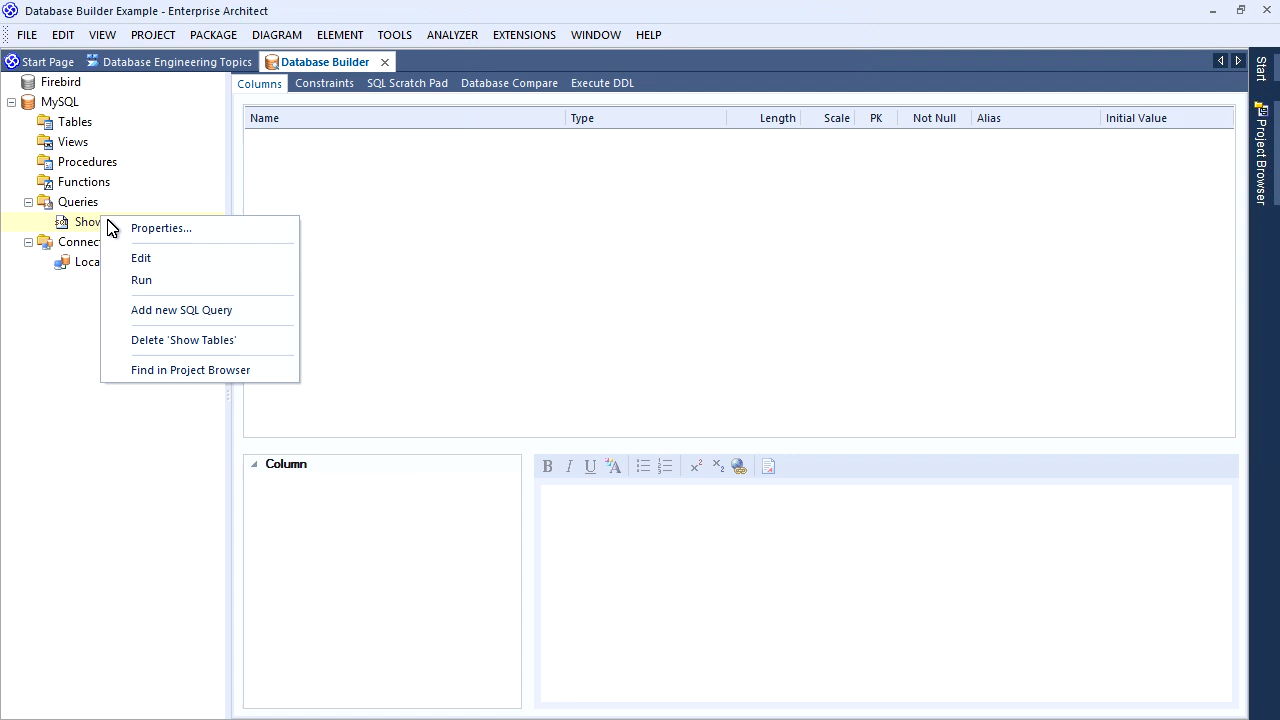 Database Builder Example - Enterprise Architect
FILE EDIT VIEW PROJECT PACKAGE DIAGRAM ELEMENT TOOLS ANALYZER EXTENSIONS WINDOW HELP
Start Page Database Engineering Topics Database Builder
Firebird
MySQL
Tables
Views
Procedures
Functions
Queries
Show
Connect
Loca
Properties...
Edit
Run
Add new SQL Query
Delete 'Show Tables'
Find in Project Browser
Columns Constraints SQL Scratch Pad Database Compare Execute DDL
Name Type Length Scale PK Not Null Alias Initial Value
Column
B I U A x² x₂
Start
Project Browser